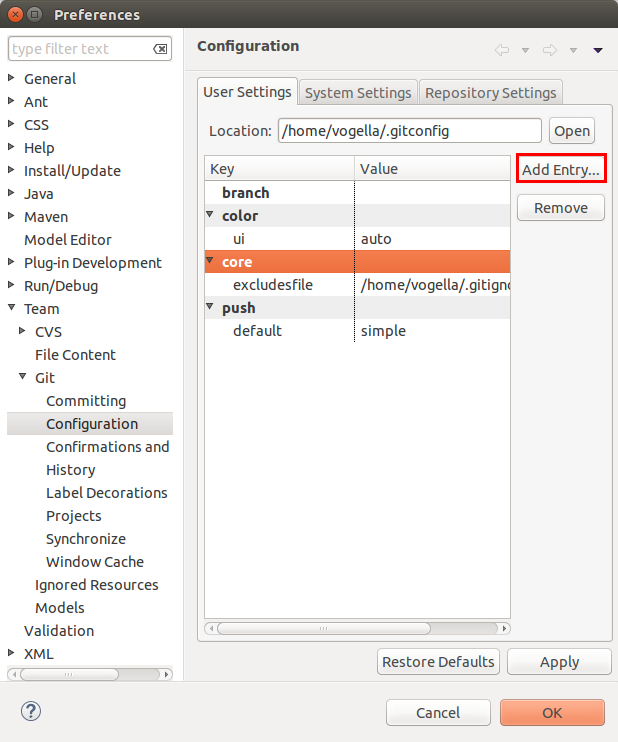 Preferences
type filter text
General
Ant
CSS
Help
Install/Update
Java
Maven
Model Editor
Plug-in Development
Run/Debug
Team
CVS
File Content
Git
Committing
Configuration
Confirmations and
History
Label Decorations
Projects
Synchronize
Window Cache
Ignored Resources
Models
Validation
XML
Configuration
User Settings System Settings Repository Settings
Location: /home/vogella/.gitconfig Open
Key Value
branch
color
ui auto
core
excludesfile /home/vogella/.gitigno
push
default simple
Add Entry...
Remove
Restore Defaults Apply
? Cancel OK